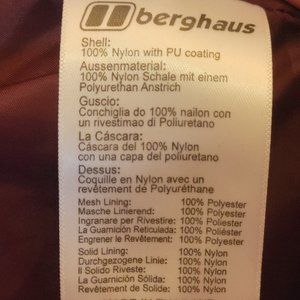 berghaus
Shell:
100% Nylon with PU coating
Aussenmaterial:
100% Nylon Schale mit einem
Polyurethan Anstrich
Guscio:
Conchiglia do 100% nailon con
un rivestimao di Poliuretano
La Cáscara:
Cáscara del 100% Nylon
con una capa del poliuretano
Dessus:
Coquille en Nylon avec un
revêtement de Polyuréthane
Mesh Lining: 100% Polyester
Masche Linierend: 100% Polyester
Ingranare per Rivestire: 100% Poliestere
La Guarnición Reticulada: 100% Poliéster
Engrener le Revêtement: 100% Polyester
Solid Lining: 100% Nylon
Durchgezogene Linie: 100% Nylon
Il Solido Riveste: 100% Nylon
La Guarnición Sólida: 100% Nylon
Revêtement de Solide: 100% Nylon